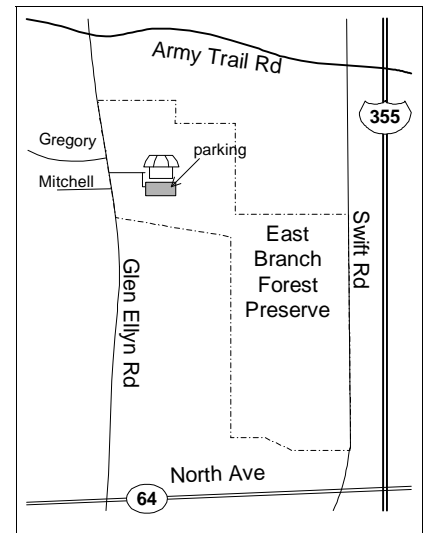 Army Trail Rd
355
Gregory
parking
Mitchell
East
Branch
Forest
Preserve
Swift Rd
Glen Ellyn Rd
North Ave
64